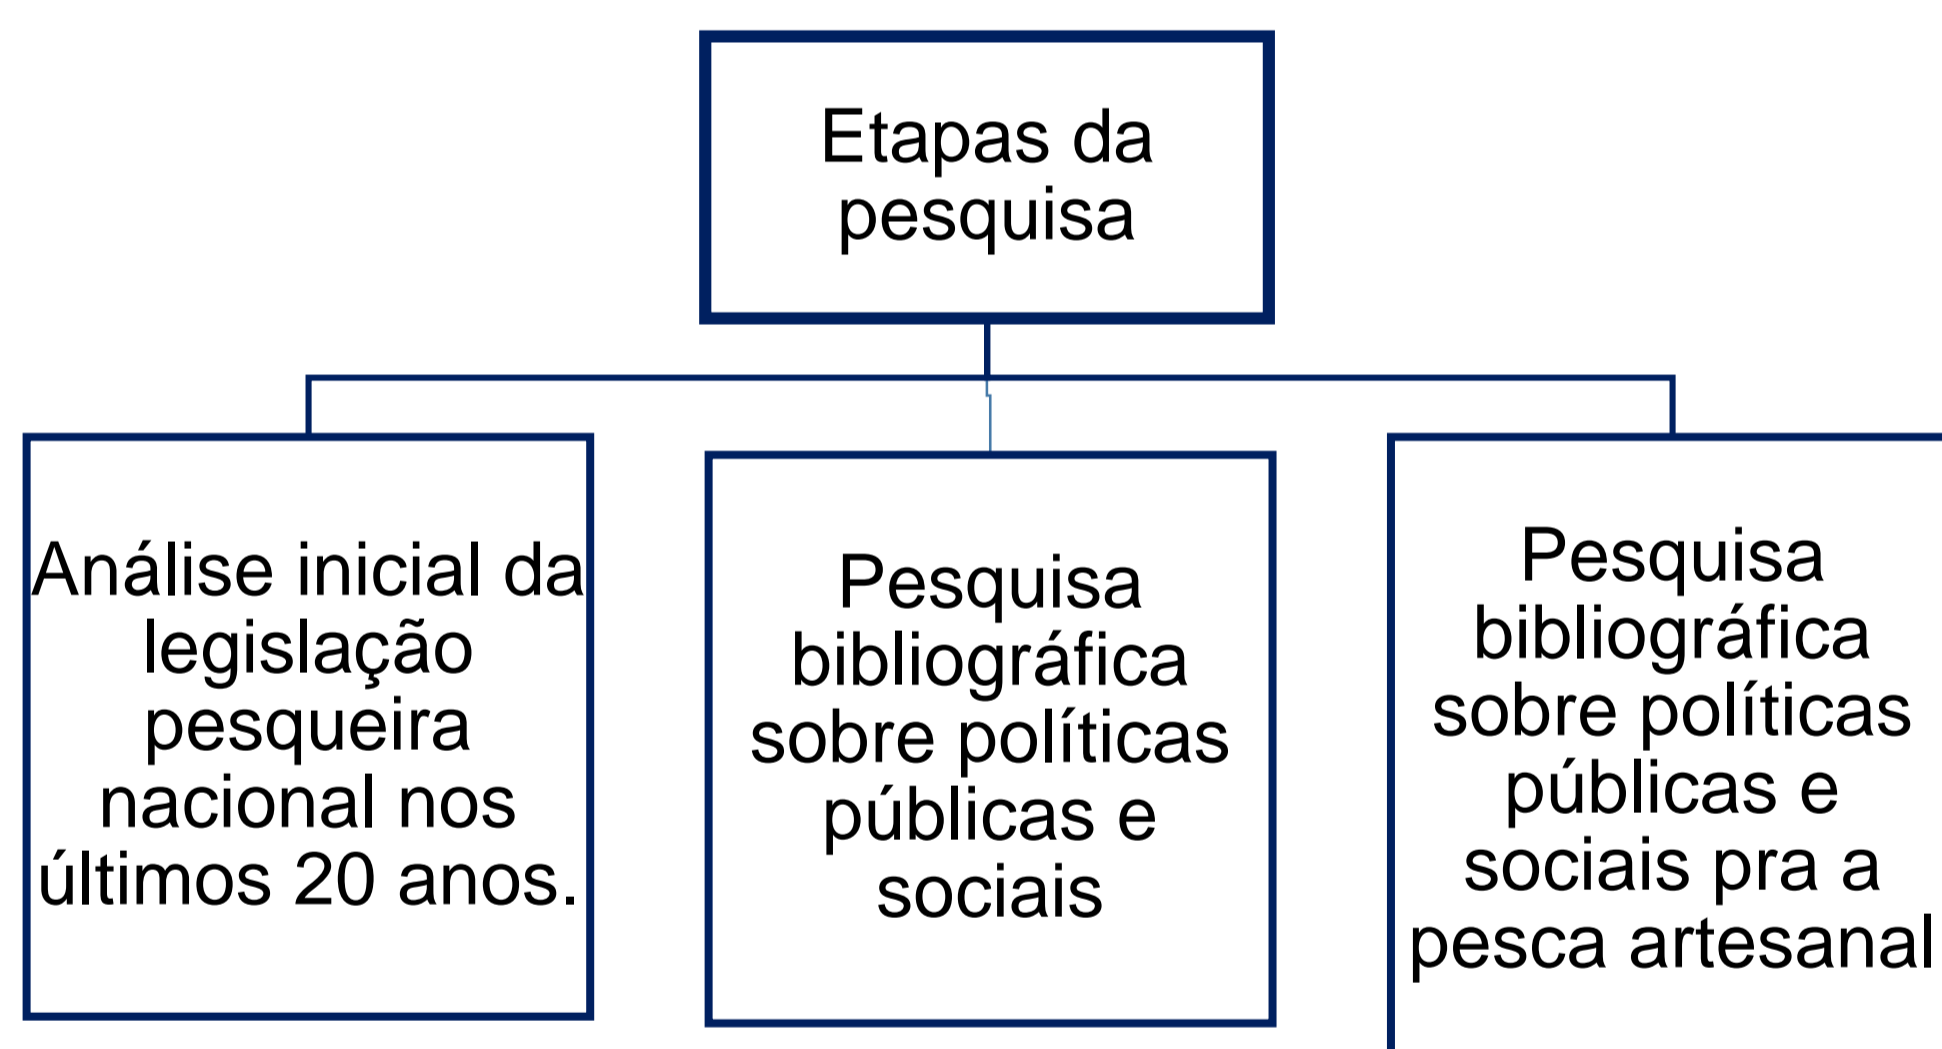 Etapas da
pesquisa
Análise inicial da
legislação
pesqueira
nacional nos
últimos 20 anos.
Pesquisa
bibliográfica
sobre políticas
públicas e
sociais
Pesquisa
bibliográfica
sobre políticas
públicas e
sociais pra a
pesca artesanal